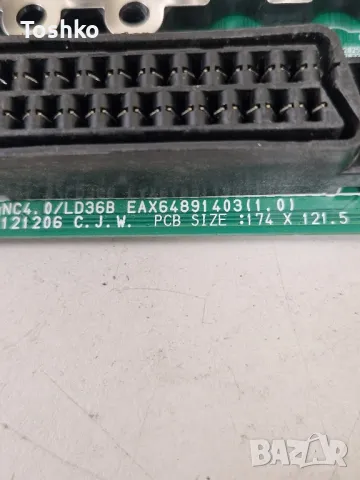 Toshko
NC4.0/LD36B EAX64891403(1.0)
121206 C.J.W. PCB SIZE :174 X 121.5
BAZAR